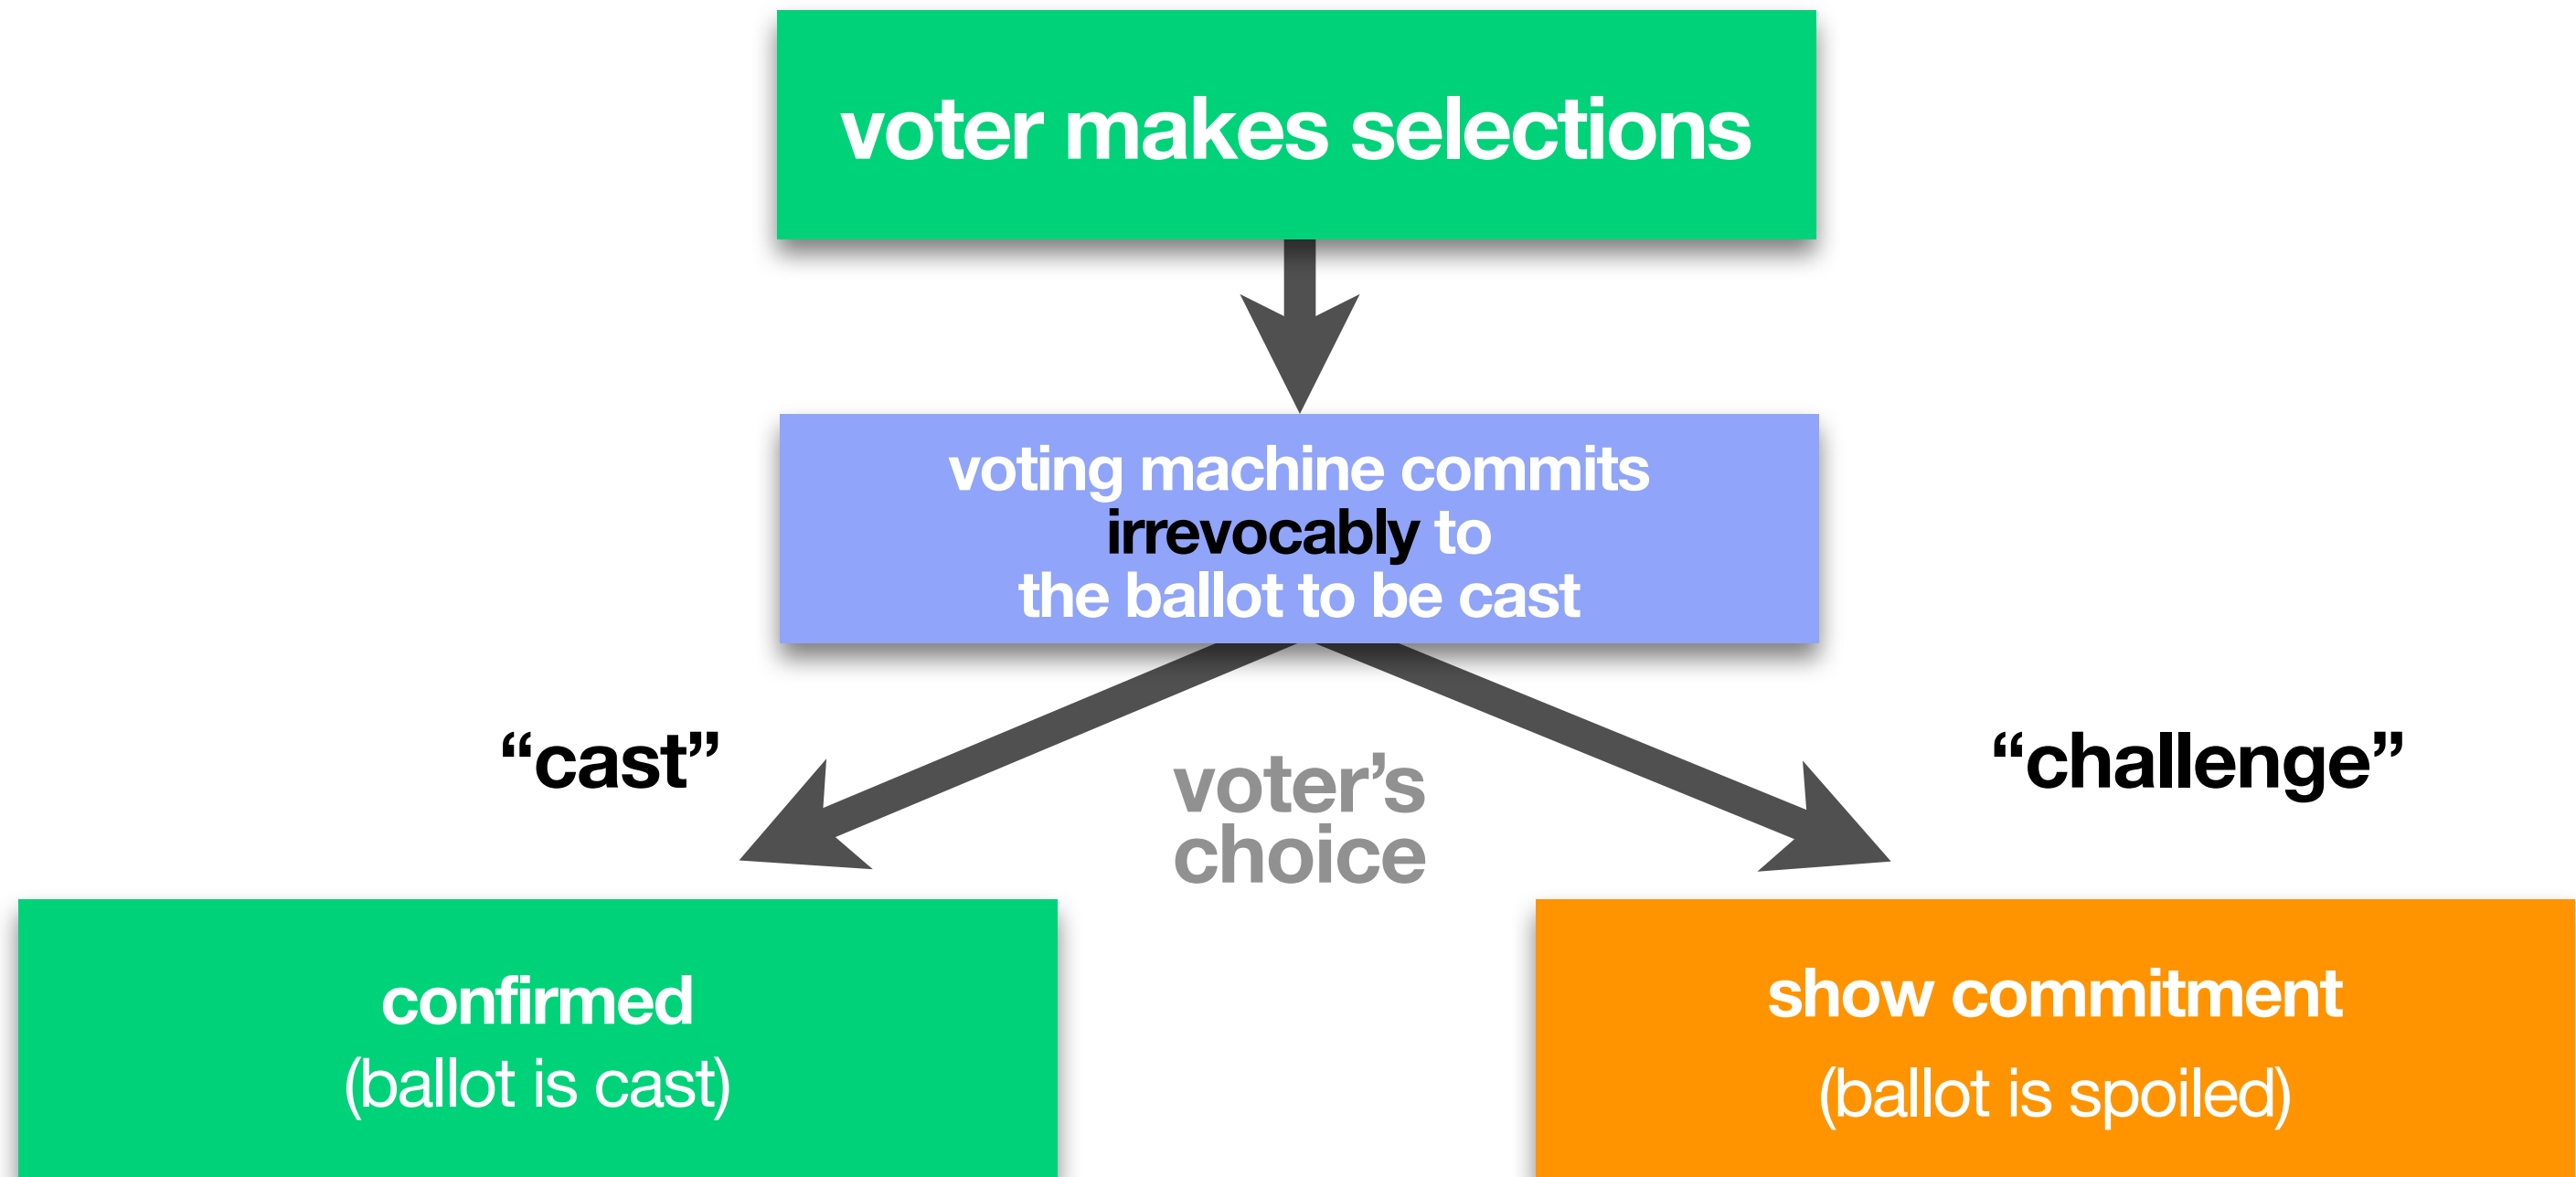 voter makes selections
voting machine commits
irrevocably to
the ballot to be cast
“cast”
voter’s
choice
“challenge”
confirmed
(ballot is cast)
show commitment
(ballot is spoiled)